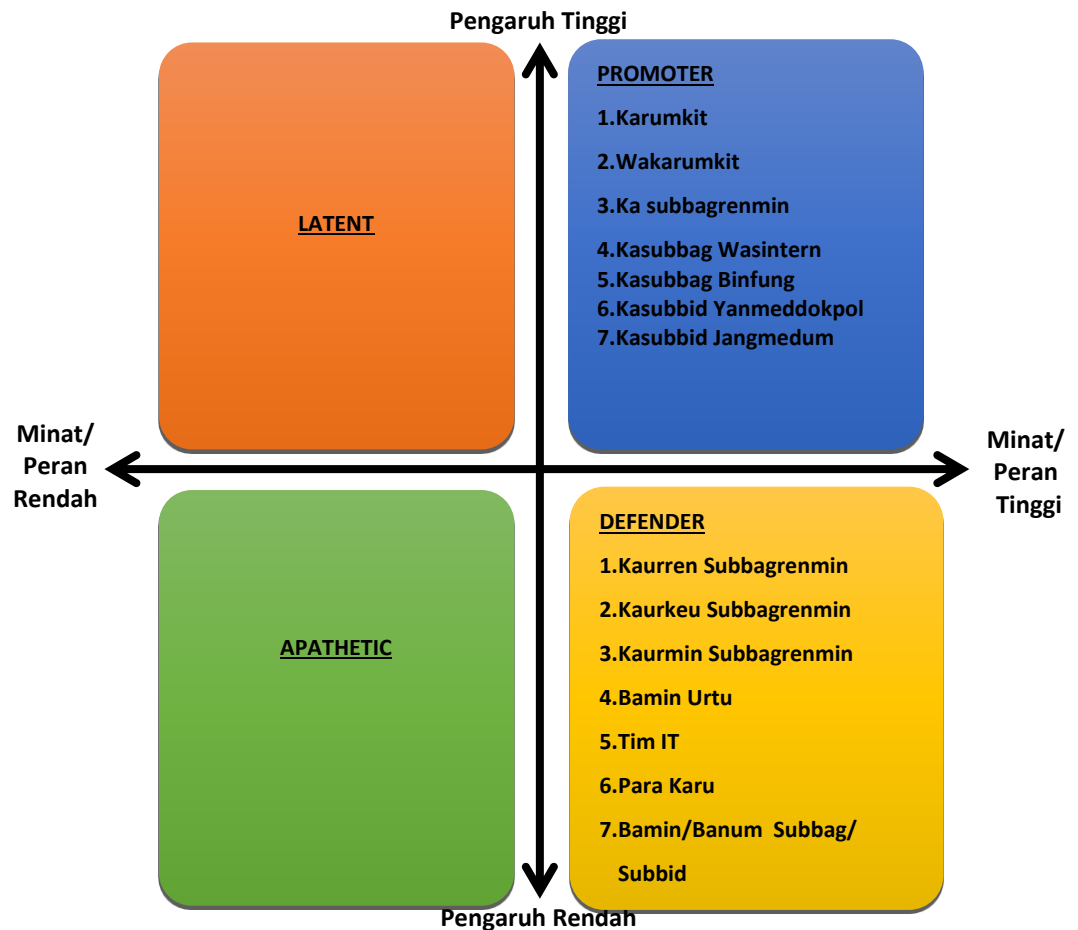 Pengaruh Tinggi
LATENT
PROMOTER
1.Karumkit
2.Wakarumkit
3.Ka subbagrenmin
4.Kasubbag Wasintern
5.Kasubbag Binfung
6.Kasubbid Yanmeddokpol
7.Kasubbid Jangmedum
Minat/
Peran
Rendah
Minat/
Peran
Tinggi
APATHETIC
DEFENDER
1.Kaurren Subbagrenmin
2.Kaurkeu Subbagrenmin
3.Kaurmin Subbagrenmin
4.Bamin Urtu
5.Tim IT
6.Para Karu
7.Bamin/Banum Subbag/
Subbid
Pengaruh Rendah